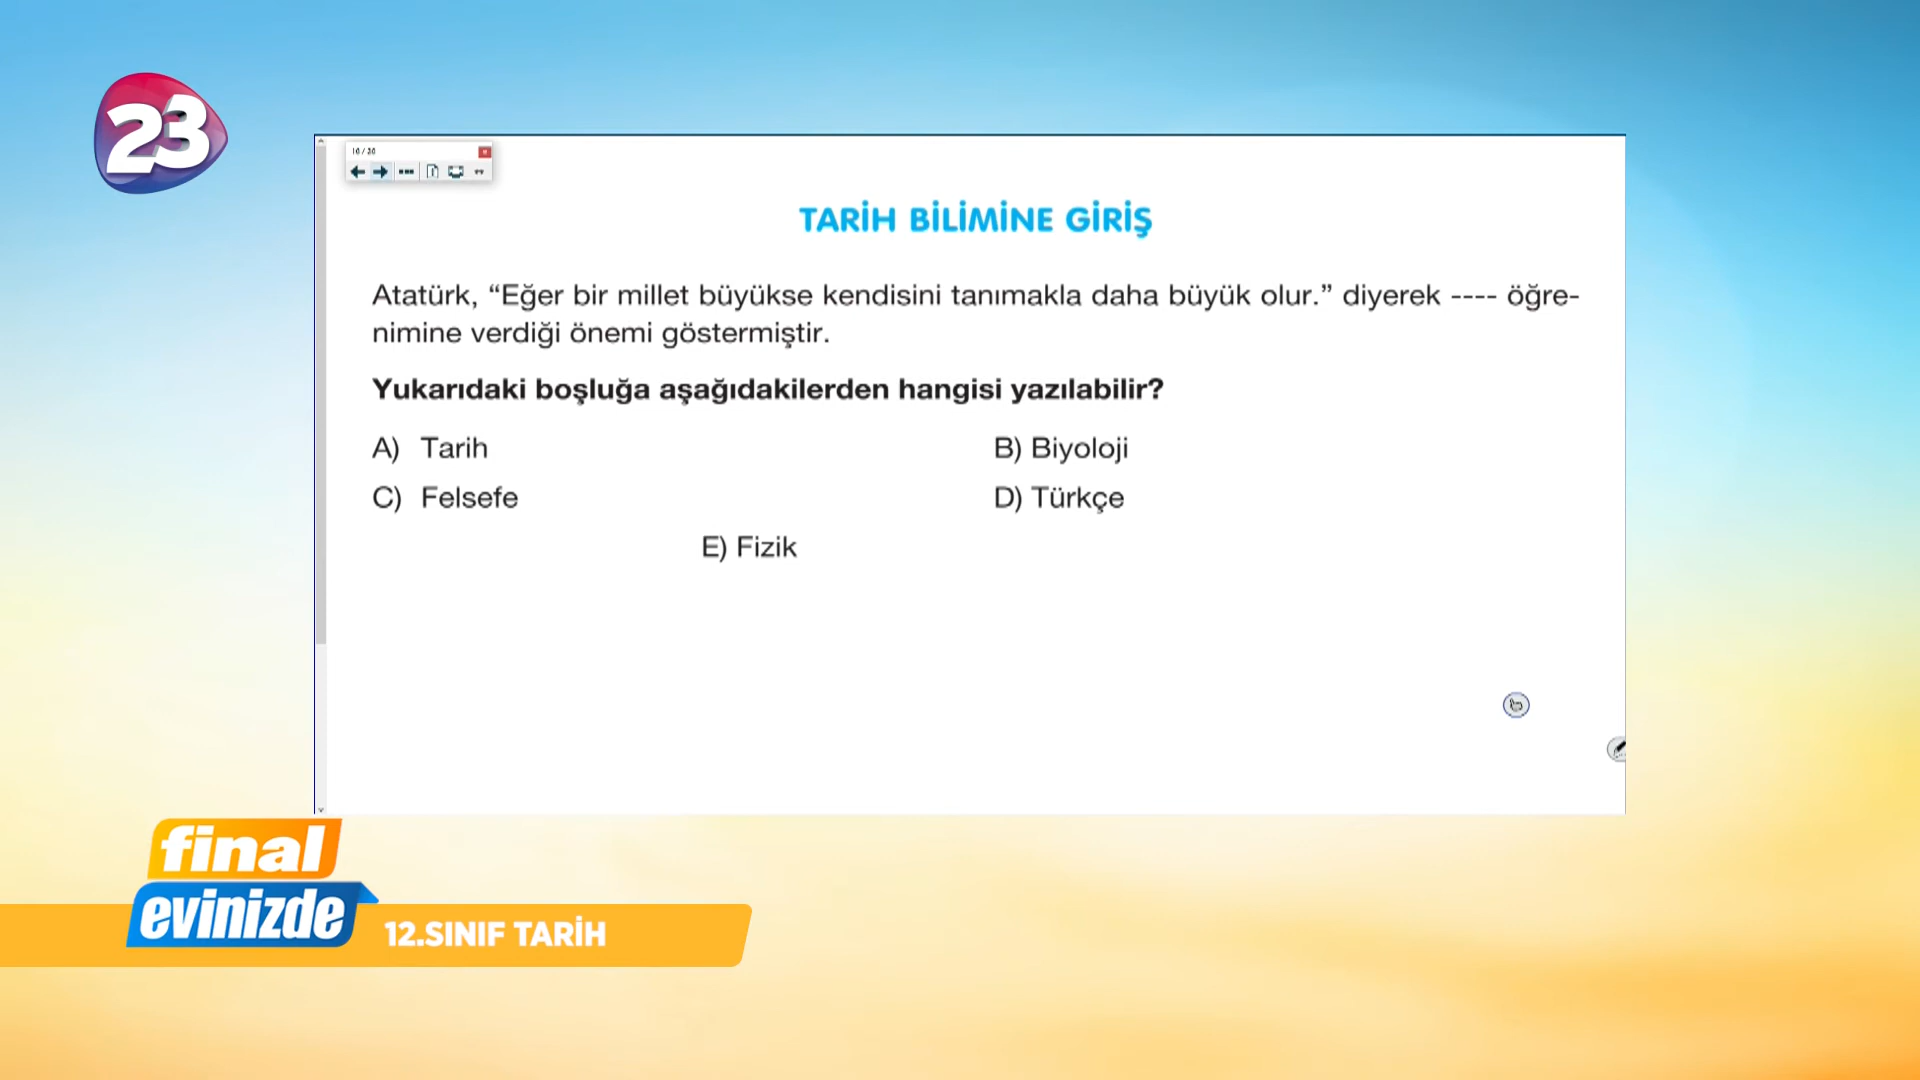 23
16 / 36
TARİH BİLİMİNE GİRİŞ
Atatürk, “Eğer bir millet büyükse kendisini tanımakla daha büyük olur.” diyerek ---- öğre-
nimine verdiği önemi göstermiştir.
Yukarıdaki boşluğa aşağıdakilerden hangisi yazılabilir?
A) Tarih
B) Biyoloji
C) Felsefe
D) Türkçe
E) Fizik
final
evinizde
12.SINIF TARİH